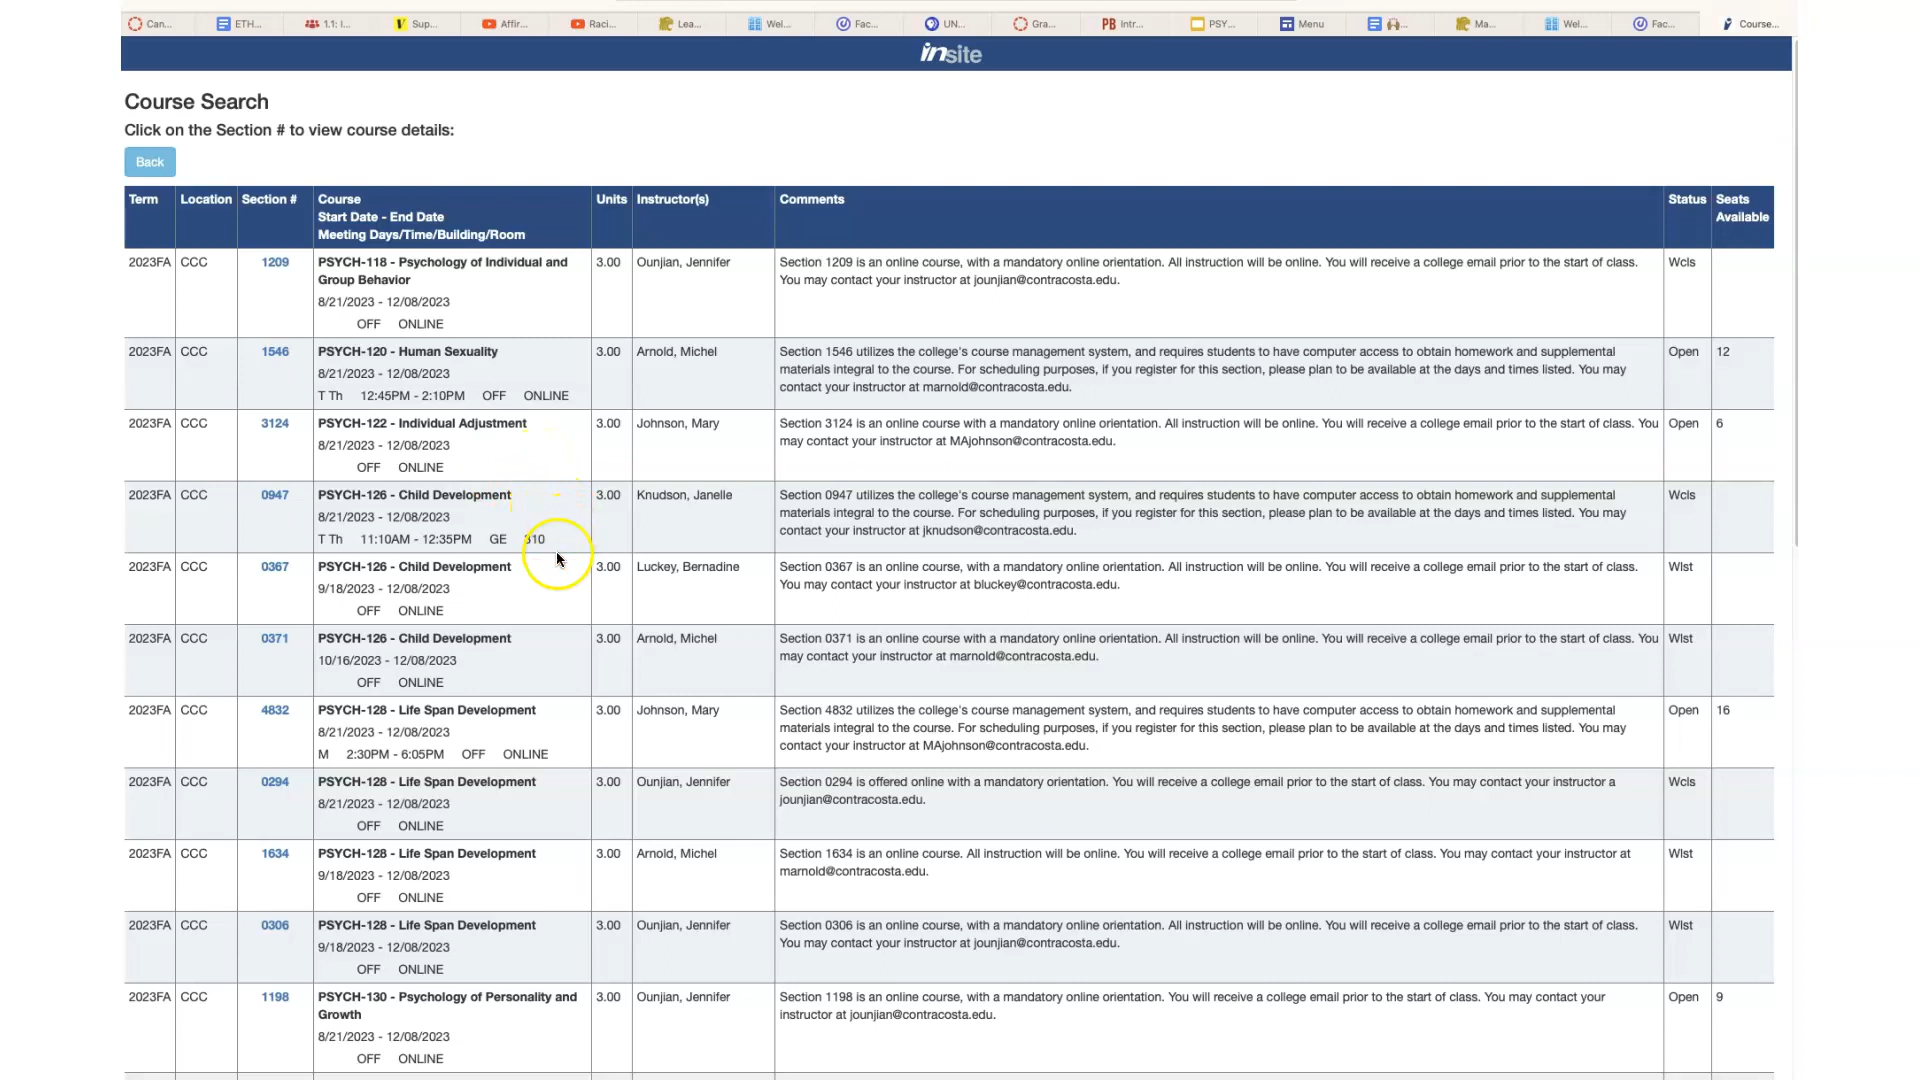 Can... ETH... 1.1: I... Sup... Affir... Raci... Lea... Wel... Fac... UN... Gra... PB Intr... PSY... Menu Ma... Wel... Fac... Course...
insite
Course Search
Click on the Section # to view course details:
Back
Term Location Section # Course Units Instructor(s) Comments Status Seats
Start Date - End Date Available
Meeting Days/Time/Building/Room
2023FA CCC 1209 PSYCH-118 - Psychology of Individual and 3.00 Ounjian, Jennifer Section 1209 is an online course, with a mandatory online orientation. All instruction will be online. You will receive a college email prior to the start of class. Wcls
Group Behavior You may contact your instructor at jounjian@contracosta.edu.
8/21/2023 - 12/08/2023
OFF ONLINE
2023FA CCC 1546 PSYCH-120 - Human Sexuality 3.00 Arnold, Michel Section 1546 utilizes the college's course management system, and requires students to have computer access to obtain homework and supplemental Open 12
8/21/2023 - 12/08/2023 materials integral to the course. For scheduling purposes, if you register for this section, please plan to be available at the days and times listed. You may
T Th 12:45PM - 2:10PM OFF ONLINE contact your instructor at marnold@contracosta.edu.
2023FA CCC 3124 PSYCH-122 - Individual Adjustment 3.00 Johnson, Mary Section 3124 is an online course with a mandatory online orientation. All instruction will be online. You will receive a college email prior to the start of class. You Open 6
8/21/2023 - 12/08/2023 may contact your instructor at MAjohnson@contracosta.edu.
OFF ONLINE
2023FA CCC 0947 PSYCH-126 - Child Development 3.00 Knudson, Janelle Section 0947 utilizes the college's course management system, and requires students to have computer access to obtain homework and supplemental Wcls
8/21/2023 - 12/08/2023 materials integral to the course. For scheduling purposes, if you register for this section, please plan to be available at the days and times listed. You may
T Th 11:10AM - 12:35PM GE 310 contact your instructor at jknudson@contracosta.edu.
2023FA CCC 0367 PSYCH-126 - Child Development 3.00 Luckey, Bernadine Section 0367 is an online course, with a mandatory online orientation. All instruction will be online. You will receive a college email prior to the start of class. Wlst
9/18/2023 - 12/08/2023 You may contact your instructor at bluckey@contracosta.edu.
OFF ONLINE
2023FA CCC 0371 PSYCH-126 - Child Development 3.00 Arnold, Michel Section 0371 is an online course with a mandatory online orientation. All instruction will be online. You will receive a college email prior to the start of class. You Wlst
10/16/2023 - 12/08/2023 may contact your instructor at marnold@contracosta.edu.
OFF ONLINE
2023FA CCC 4832 PSYCH-128 - Life Span Development 3.00 Johnson, Mary Section 4832 utilizes the college's course management system, and requires students to have computer access to obtain homework and supplemental Open 16
8/21/2023 - 12/08/2023 materials integral to the course. For scheduling purposes, if you register for this section, please plan to be available at the days and times listed. You may
M 2:30PM - 6:05PM OFF ONLINE contact your instructor at MAjohnson@contracosta.edu.
2023FA CCC 0294 PSYCH-128 - Life Span Development 3.00 Ounjian, Jennifer Section 0294 is offered online with a mandatory orientation. You will receive a college email prior to the start of class. You may contact your instructor a Wcls
8/21/2023 - 12/08/2023 jounjian@contracosta.edu.
OFF ONLINE
2023FA CCC 1634 PSYCH-128 - Life Span Development 3.00 Arnold, Michel Section 1634 is an online course. All instruction will be online. You will receive a college email prior to the start of class. You may contact your instructor at Wlst
9/18/2023 - 12/08/2023 marnold@contracosta.edu.
OFF ONLINE
2023FA CCC 0306 PSYCH-128 - Life Span Development 3.00 Ounjian, Jennifer Section 0306 is an online course, with a mandatory online orientation. All instruction will be online. You will receive a college email prior to the start of class. Wlst
9/18/2023 - 12/08/2023 You may contact your instructor at jounjian@contracosta.edu.
OFF ONLINE
2023FA CCC 1198 PSYCH-130 - Psychology of Personality and 3.00 Ounjian, Jennifer Section 1198 is an online course, with a mandatory online orientation. You will receive a college email prior to the start of class. You may contact your Open 9
Growth instructor at jounjian@contracosta.edu.
8/21/2023 - 12/08/2023
OFF ONLINE